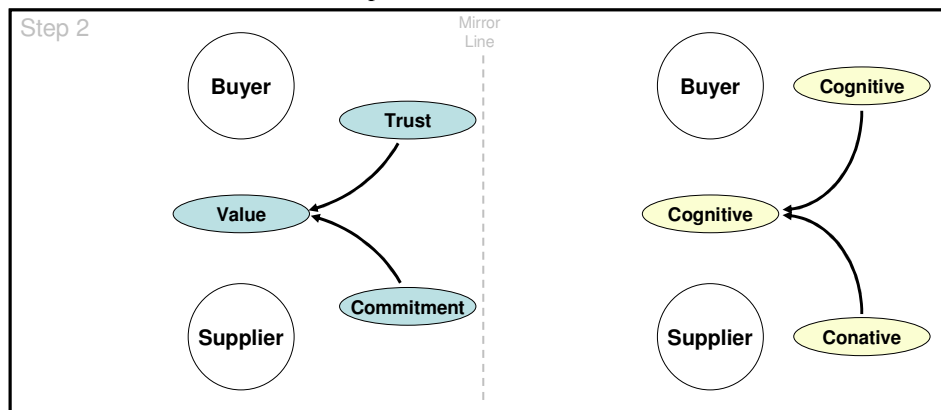 Step 2
Mirror
Line
Buyer
Trust
Value
Commitment
Supplier
Buyer
Cognitive
Cognitive
Supplier
Conative